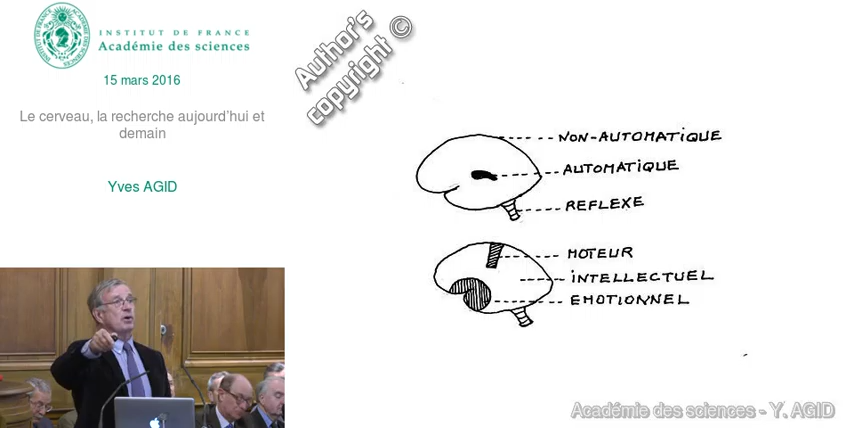 INSTITUT DE FRANCE
Académie des sciences
15 mars 2016
Le cerveau, la recherche aujourd'hui et
demain
Yves AGID
Author's
copyright ©
NON-AUTOMATIQUE
AUTOMATIQUE
REFLEXE
MOTEUR
INTELLECTUEL
EMOTIONNEL
Académie des sciences - Y. AGID